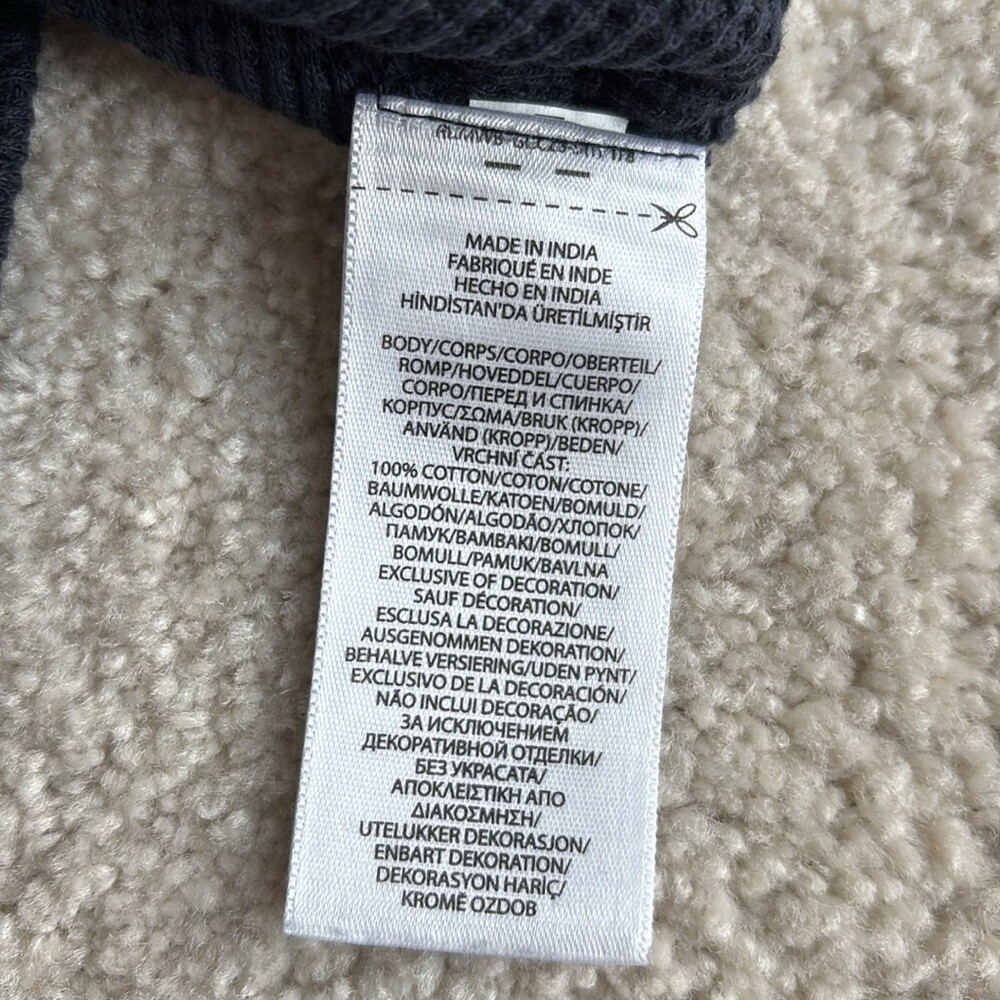 MADE IN INDIA
FABRIQUÉ EN INDE
HECHO EN INDIA
HİNDİSTAN'DA ÜRETİLMİŞTİR
BODY/CORPS/CORPO/OBERTEIL/
ROMP/HOVEDDEL/CUERPO/
CORPO/ПЕРЕД И СПИНКА/
КОРПУС/ΣΩΜΑ/BRUK (KROPP)/
ANVÄND (KROPP)/BEDEN/
VRCHNÍ ČÁST:
100% COTTON/COTON/COTONE/
BAUMWOLLE/KATOEN/BOMULD/
ALGODÓN/ALGODÃO/ХЛОПОК/
ПАМУК/ΒΑΜΒΑΚΙ/BOMULL/
BOMULL/PAMUK/BAVLNA
EXCLUSIVE OF DECORATION/
SAUF DÉCORATION/
ESCLUSA LA DECORAZIONE/
AUSGENOMMEN DEKORATION/
BEHALVE VERSIERING/UDEN PYNT/
EXCLUSIVO DE LA DECORACIÓN/
NÃO INCLUI DECORAÇÃO/
ЗА ИСКЛЮЧЕНИЕМ
ДЕКОРАТИВНОЙ ОТДЕЛКИ/
БЕЗ УКРАСАТА/
ΑΠΟΚΛΕΙΣΤΙΚΗ ΑΠΟ
ΔΙΑΚΟΣΜΗΣΗ/
UTELUKKER DEKORASJON/
ENBART DEKORATION/
DEKORASYON HARİÇ/
KROMĚ OZDOB